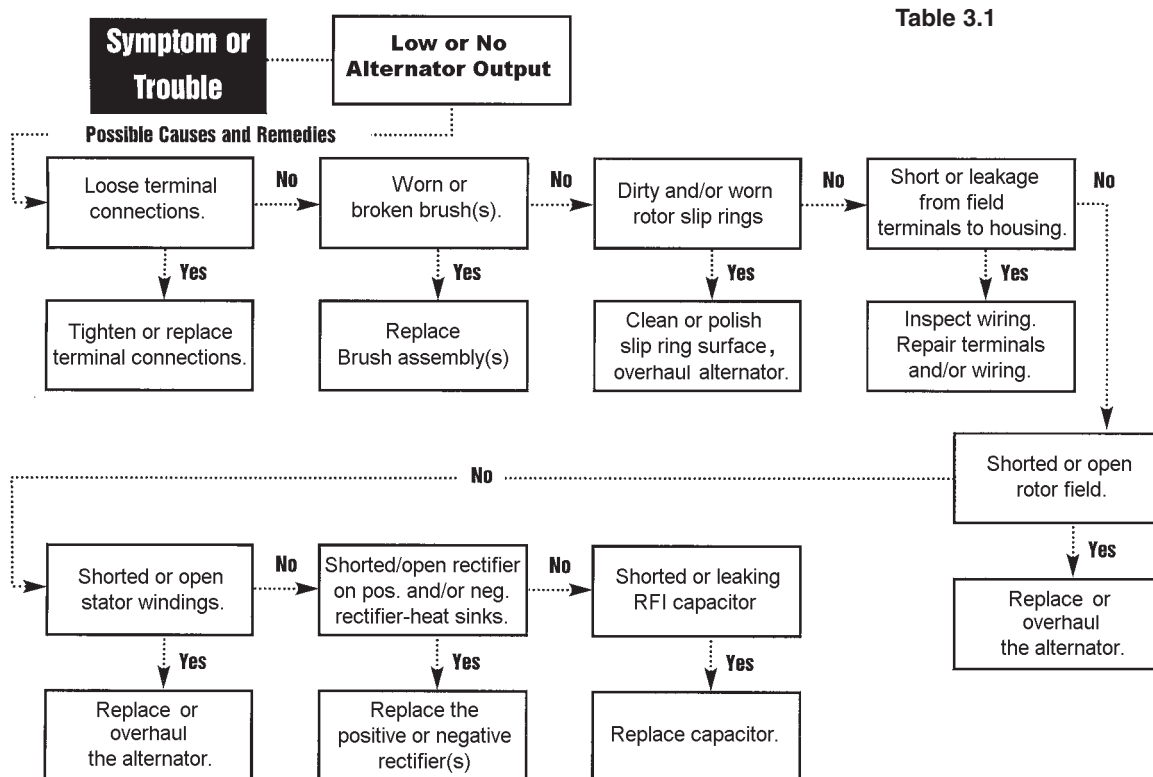 Table 3.1
Symptom or
Trouble
Low or No
Alternator Output
Possible Causes and Remedies
Loose terminal
connections.
No
Worn or
broken brush(s).
No
Dirty and/or worn
rotor slip rings
No
Short or leakage
from field
terminals to housing.
No
Yes
Yes
Yes
Yes
Tighten or replace
terminal connections.
Replace
Brush assembly(s)
Clean or polish
slip ring surface,
overhaul alternator.
Inspect wiring.
Repair terminals
and/or wiring.
No
Shorted or open
rotor field.
Yes
Replace or
overhaul
the alternator.
Shorted or open
stator windings.
No
Shorted/open rectifier
on pos. and/or neg.
rectifier-heat sinks.
No
Shorted or leaking
RFI capacitor
Yes
Yes
Yes
Replace or
overhaul
the alternator.
Replace the
positive or negative
rectifier(s)
Replace capacitor.